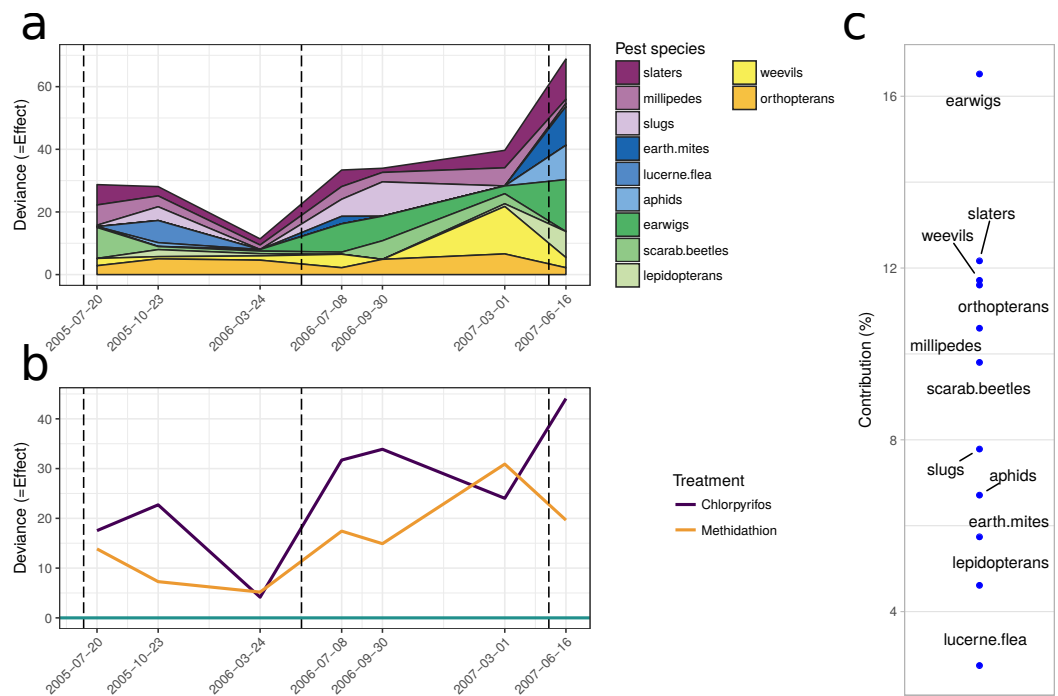 a
Deviance (=Effect)
60
40
20
0
2005−07−20
2005−10−23
2006−03−24
2006−07−08
2006−09−30
2007−03−01
2007−06−16
Pest species
slaters
millipedes
slugs
earth.mites
lucerne.flea
aphids
earwigs
scarab.beetles
lepidopterans
weevils
orthopterans
b
Deviance (=Effect)
40
30
20
10
0
2005−07−20
2005−10−23
2006−03−24
2006−07−08
2006−09−30
2007−03−01
2007−06−16
Treatment
Chlorpyrifos
Methidathion
c
Contribution (%)
16
12
8
4
earwigs
slaters
weevils
orthopterans
millipedes
scarab.beetles
slugs
aphids
earth.mites
lepidopterans
lucerne.flea